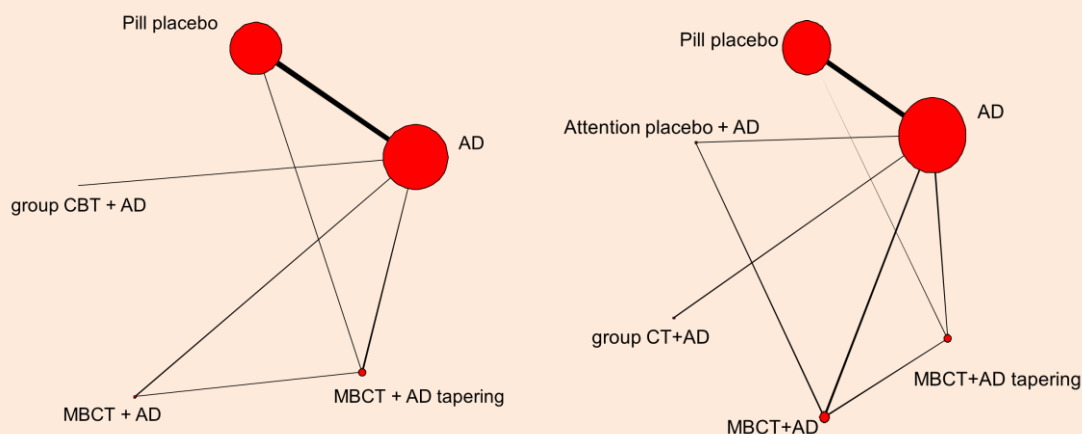 Pill placebo
AD
group CBT + AD
MBCT + AD tapering
MBCT + AD
Pill placebo
AD
Attention placebo + AD
group CT+AD
MBCT+AD tapering
MBCT+AD